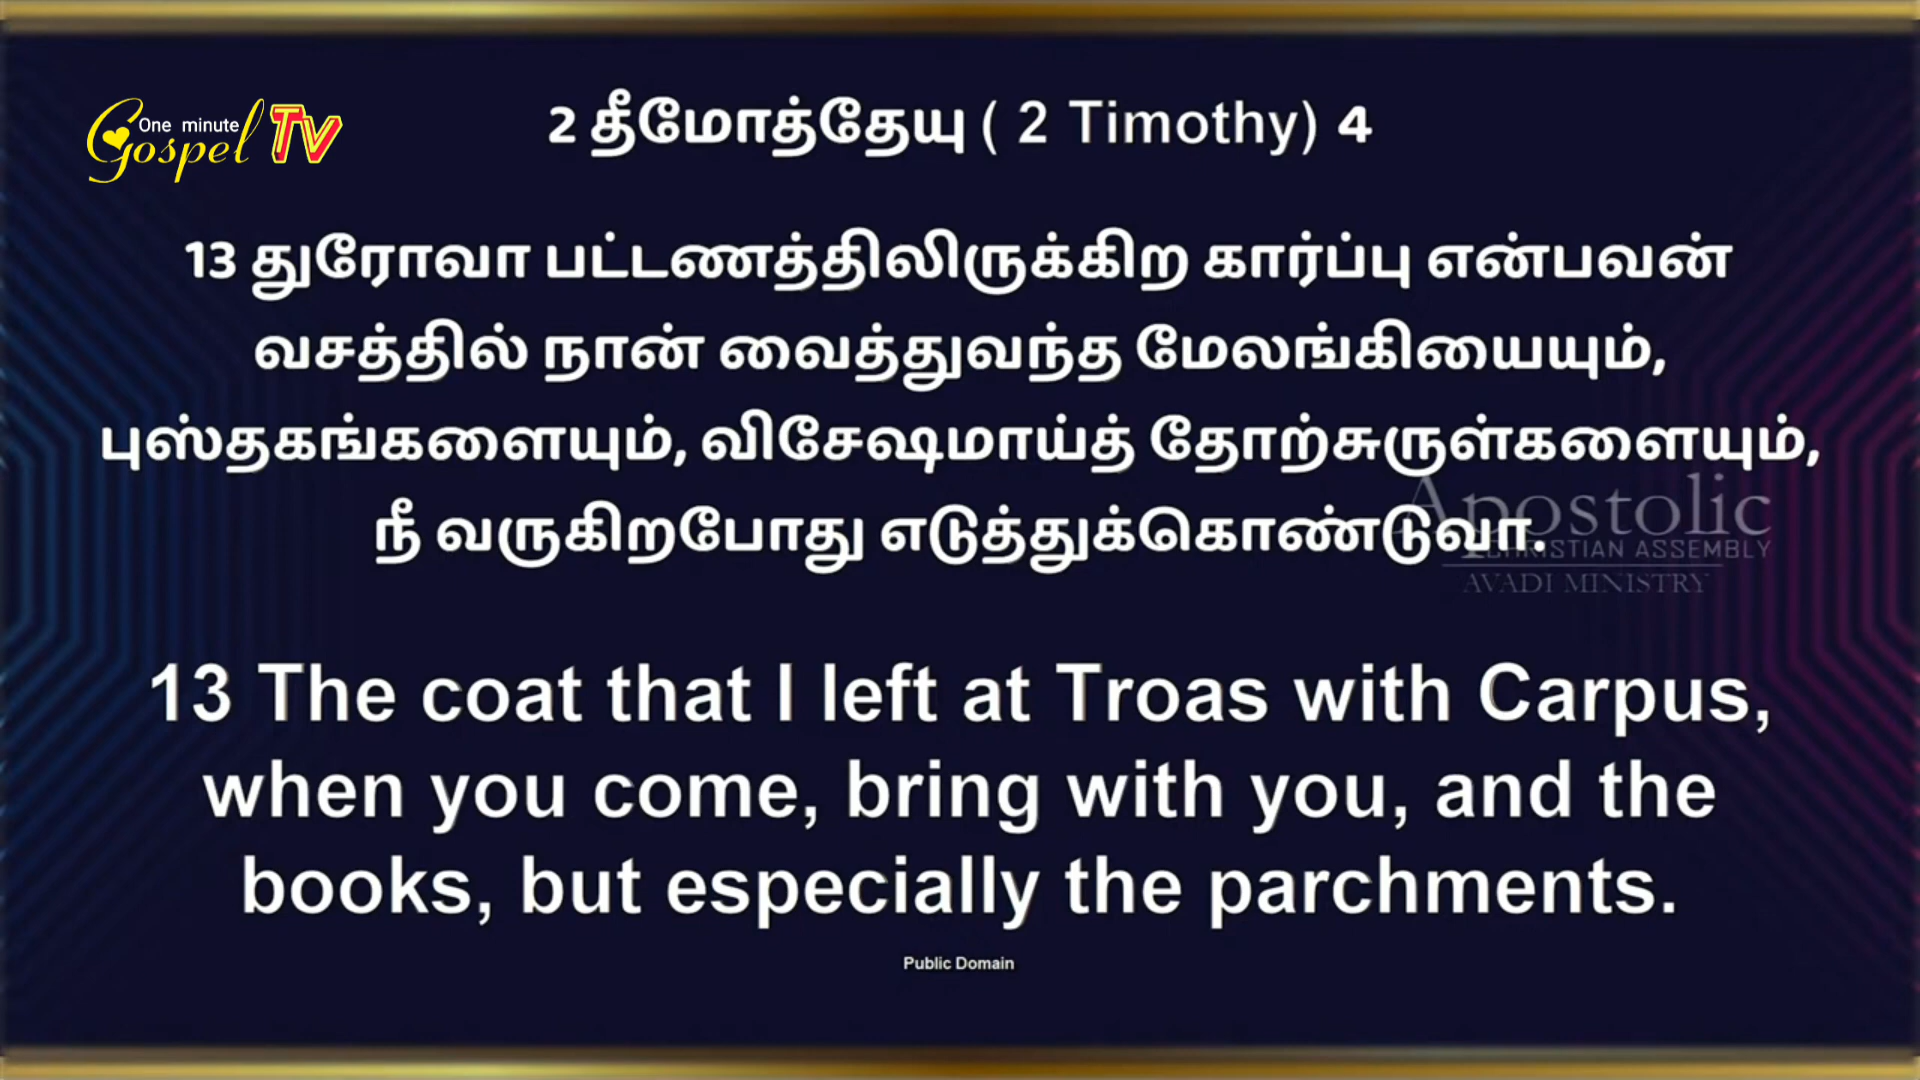 One minute
Gospel TV
2 தீமோத்தேயு ( 2 Timothy) 4
13 துரோவா பட்டணத்திலிருக்கிற கார்ப்பு என்பவன்
வசத்தில் நான் வைத்துவந்த மேலங்கியையும்,
புஸ்தகங்களையும், விசேஷமாய்த் தோற்சுருள்களையும்,
நீ வருகிறபோது எடுத்துக்கொண்டுவா.
Apostolic
CHRISTIAN ASSEMBLY
AVADI MINISTRY
13 The coat that I left at Troas with Carpus,
when you come, bring with you, and the
books, but especially the parchments.
Public Domain